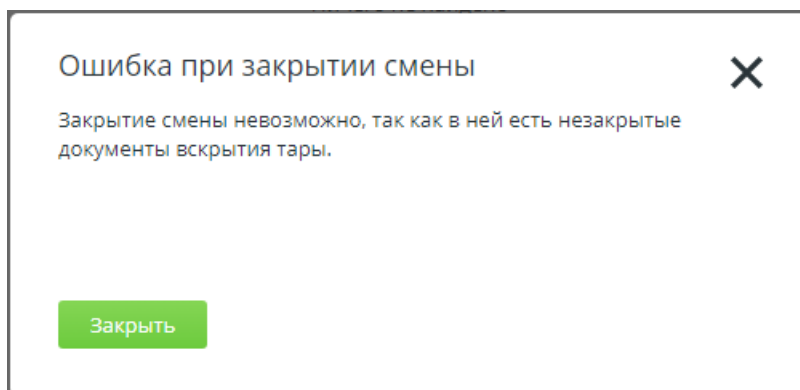 Ошибка при закрытии смены
Закрытие смены невозможно, так как в ней есть незакрытые
документы вскрытия тары.
Закрыть